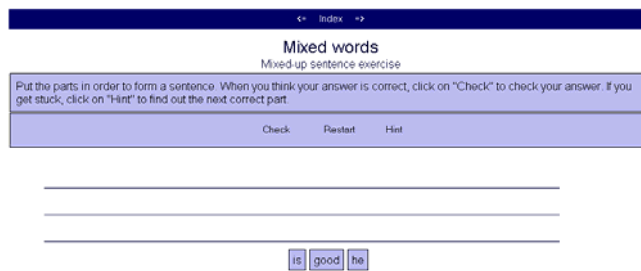 <= Index =>
Mixed words
Mixed-up sentence exercise
Put the parts in order to form a sentence. When you think your answer is correct, click on "Check" to check your answer. If you
get stuck, click on "Hint" to find out the next correct part.
Check Restart Hint
is good he